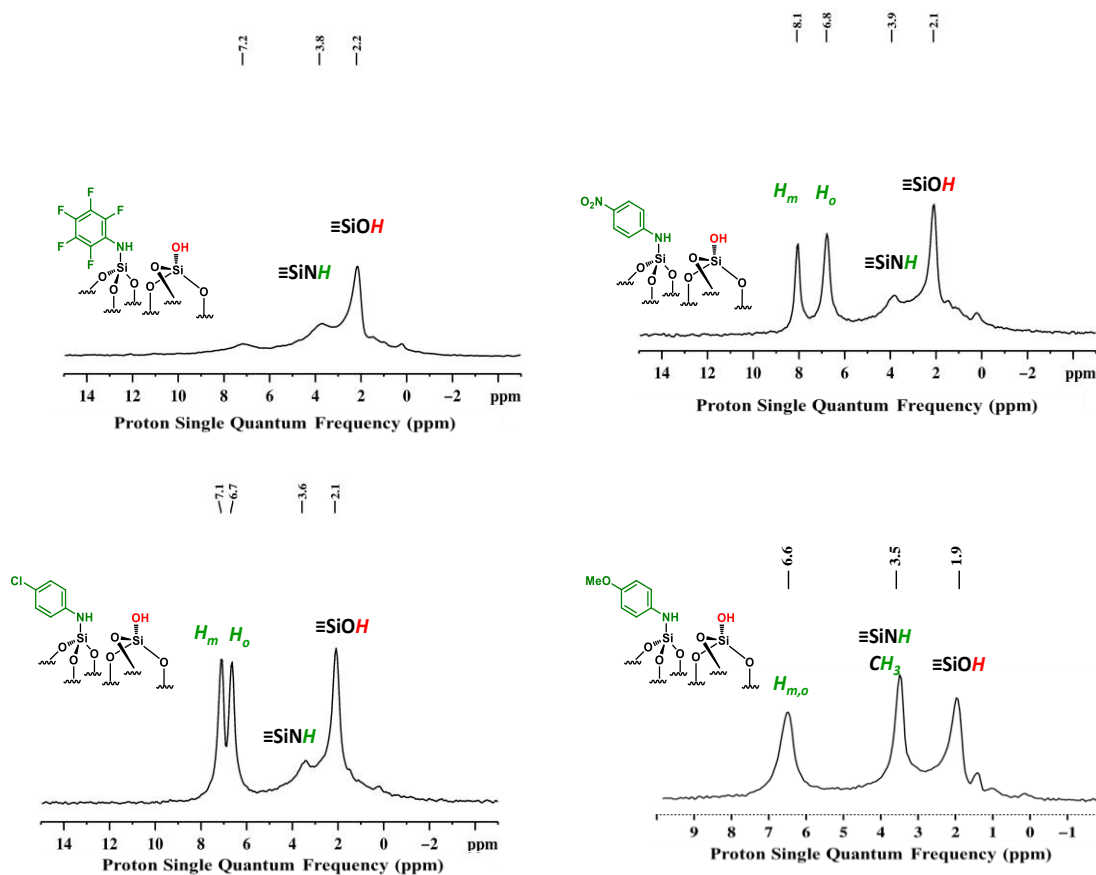 7.2
3.8
2.2
F
F
F
F
F
NH
OH
Si
Si
O
O
O
O
O
O
≡SiOH
≡SiNH
14 12 10 8 6 4 2 0 −2 ppm
Proton Single Quantum Frequency (ppm)
8.1
6.8
3.9
2.1
O₂N
NH
OH
Si
Si
O
O
O
O
O
O
Hm
Ho
≡SiOH
≡SiNH
14 12 10 8 6 4 2 0 −2 ppm
Proton Single Quantum Frequency (ppm)
7.1
6.7
3.6
2.1
Cl
NH
OH
Si
Si
O
O
O
O
O
O
Hm Ho
≡SiOH
≡SiNH
14 12 10 8 6 4 2 0 −2 ppm
Proton Single Quantum Frequency (ppm)
6.6
3.5
1.9
MeO
NH
OH
Si
Si
O
O
O
O
O
O
≡SiNH
CH₃
≡SiOH
Hm,o
9 8 7 6 5 4 3 2 1 0 −1
Proton Single Quantum Frequency (ppm)